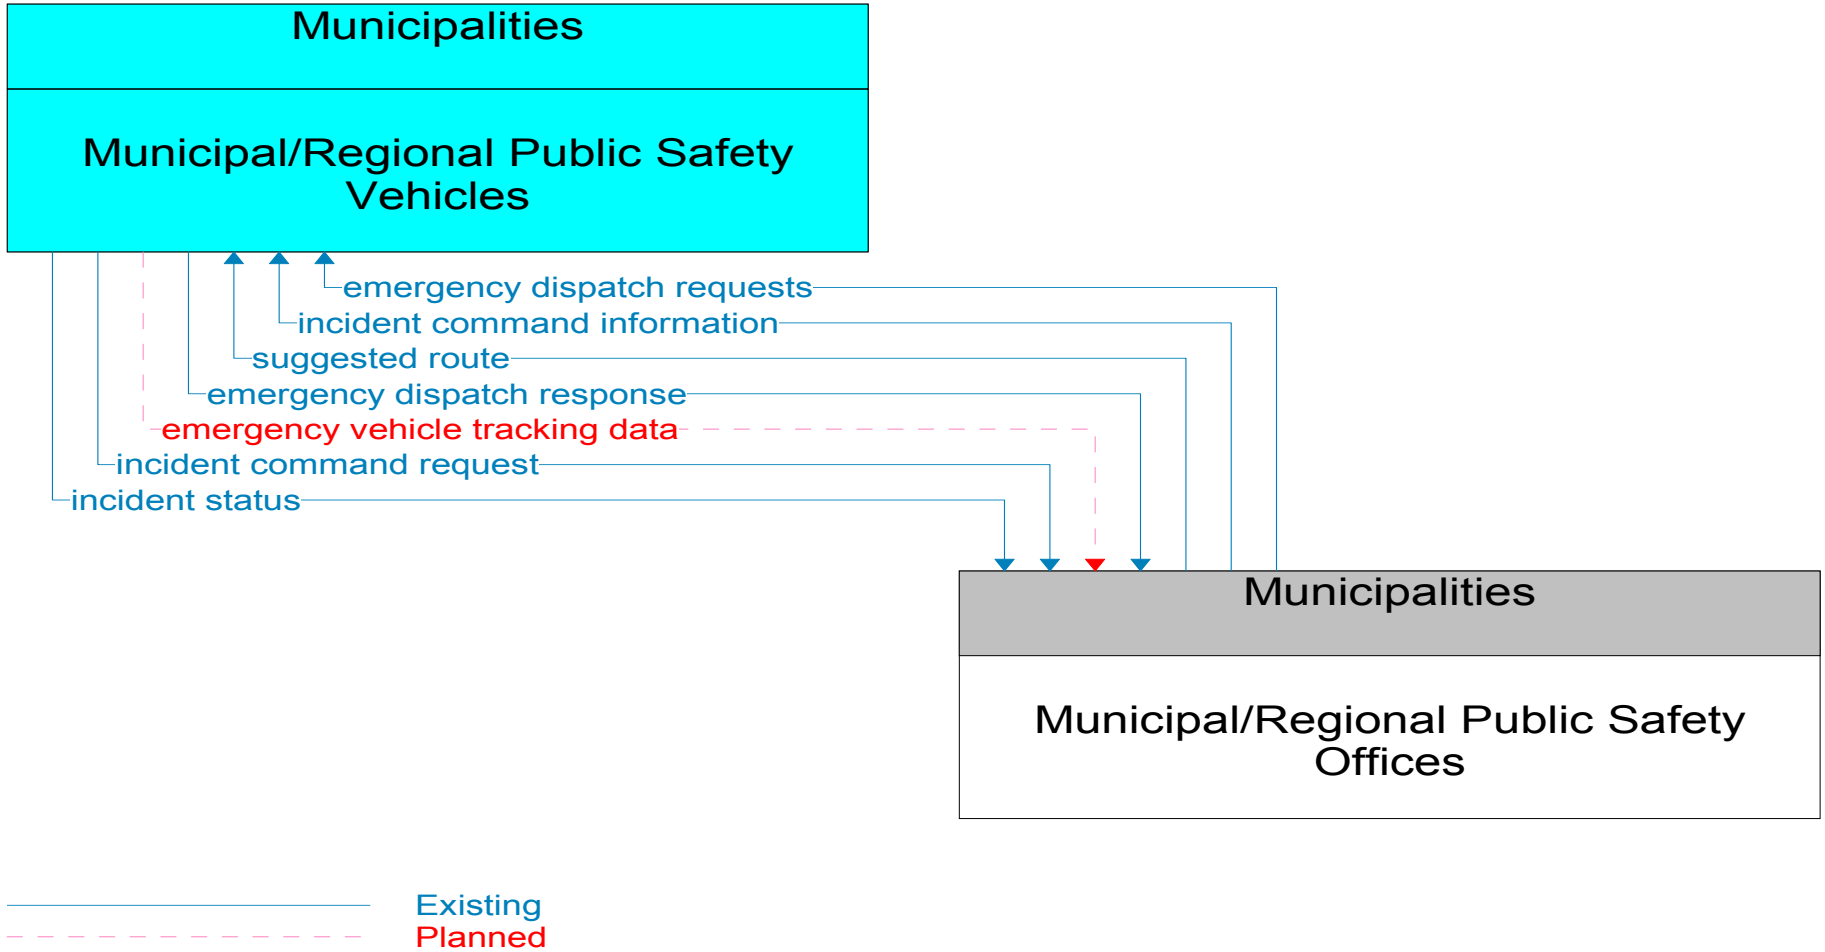 Municipalities
Municipal/Regional Public Safety
Vehicles
emergency dispatch requests
incident command information
suggested route
emergency dispatch response
emergency vehicle tracking data
incident command request
incident status
Municipalities
Municipal/Regional Public Safety
Offices
Existing
Planned